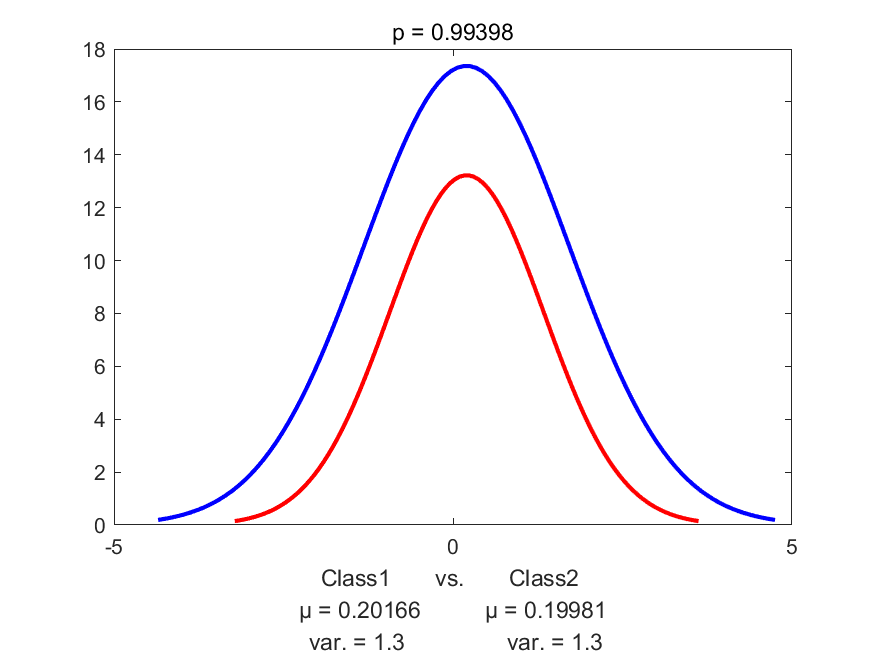 p = 0.99398
18
16
14
12
10
8
6
4
2
0
-5 0 5
Class1 vs. Class2
μ = 0.20166 μ = 0.19981
var. = 1.3 var. = 1.3